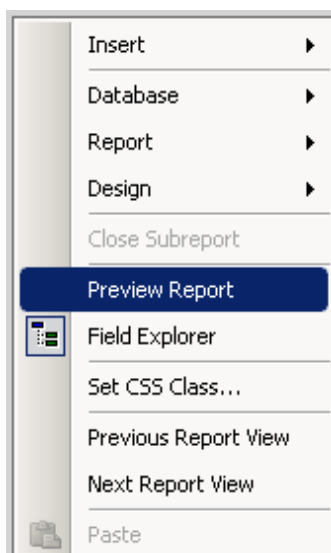 Insert
Database
Report
Design
Close Subreport
Preview Report
Field Explorer
Set CSS Class...
Previous Report View
Next Report View
Paste